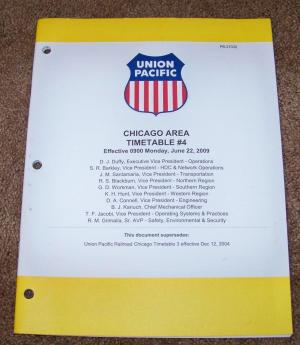 UNION
PACIFIC
CHICAGO AREA
TIMETABLE #4
Effective 0900 Monday, June 22, 2009
D. J. Duffy, Executive Vice President - Operations
S. R. Barkley, Vice President - HDC & Network Operations
J. M. Santamaria, Vice President - Transportation
R. S. Blackburn, Vice President - Northern Region
G. D. Workman, Vice President - Southern Region
K. H. Hunt, Vice President - Western Region
D. A. Connell, Vice President - Engineering
B. J. Kanuch, Chief Mechanical Officer
T. F. Jacobi, Vice President - Operating Systems & Practices
R. M. Grimaila, Sr. AVP - Safety, Environmental & Security
This document supersedes:
Union Pacific Railroad Chicago Timetable 3 effective Dec 12, 2004